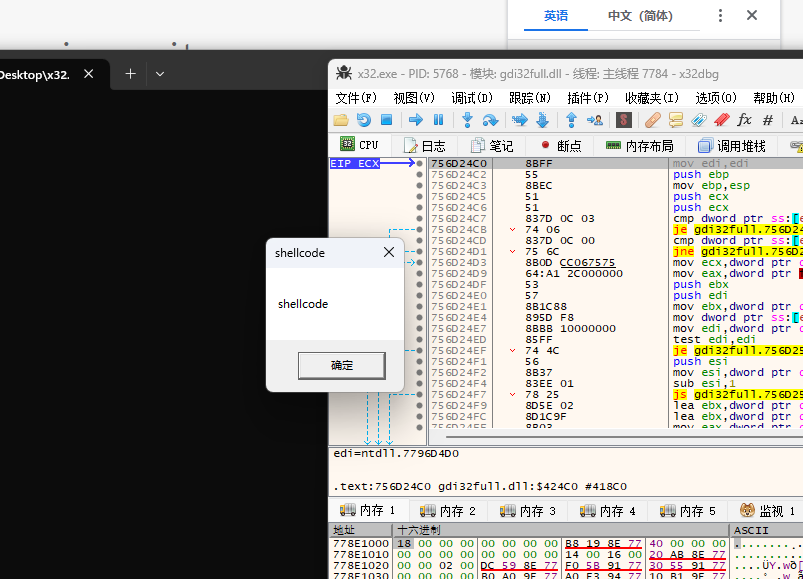 英语 中文（简体）
Desktop\x32.
x32.exe - PID: 5768 - 模块: gdi32full.dll - 线程: 主线程 7784 - x32dbg
文件(F) 视图(V) 调试(D) 跟踪(N) 插件(P) 收藏夹(I) 选项(O) 帮助(H)
CPU 日志 笔记 断点 内存布局 调用堆栈
EIP ECX 756D24C0 8BFF mov edi,edi
756D24C2 55 push ebp
756D24C3 8BEC mov ebp,esp
756D24C5 51 push ecx
756D24C6 51 push ecx
756D24C7 837D 0C 03 cmp dword ptr ss:[
756D24CB 74 06 je gdi32full.756D24
756D24CD 837D 0C 00 cmp dword ptr ss:[
756D24D1 75 6C jne gdi32full.756D2
756D24D3 8B0D CC067575 mov ecx,dword ptr
756D24D9 64:A1 2C000000 mov eax,dword ptr
756D24DF 53 push ebx
756D24E0 57 push edi
756D24E1 8B1C88 mov ebx,dword ptr
756D24E4 895D F8 mov dword ptr ss:[
756D24E7 8BBB 10000000 mov edi,dword ptr
756D24ED 85FF test edi,edi
756D24EF 74 4C je gdi32full.756D25
756D24F1 56 push esi
756D24F2 8B37 mov esi,dword ptr
756D24F4 83EE 01 sub esi,1
756D24F7 78 25 js gdi32full.756D25
756D24F9 8D5E 02 lea ebx,dword ptr
756D24FC 8D1C9F lea ebx,dword ptr
756D24FF 8B03 mov eax,dword ptr
shellcode
shellcode
确定
edi=ntdll.7796D4D0
.text:756D24C0 gdi32full.dll:$424C0 #418C0
内存 1 内存 2 内存 3 内存 4 内存 5 监视 1
地址 十六进制 ASCII
778E1000 18 00 00 00 00 00 00 00 B8 19 8E 77 40 00 00 00
778E1010 00 00 00 00 00 00 00 00 14 00 16 00 20 AB 8E 77
778E1020 00 00 02 00 DC 59 8E 77 F0 5B 91 77 30 55 91 77